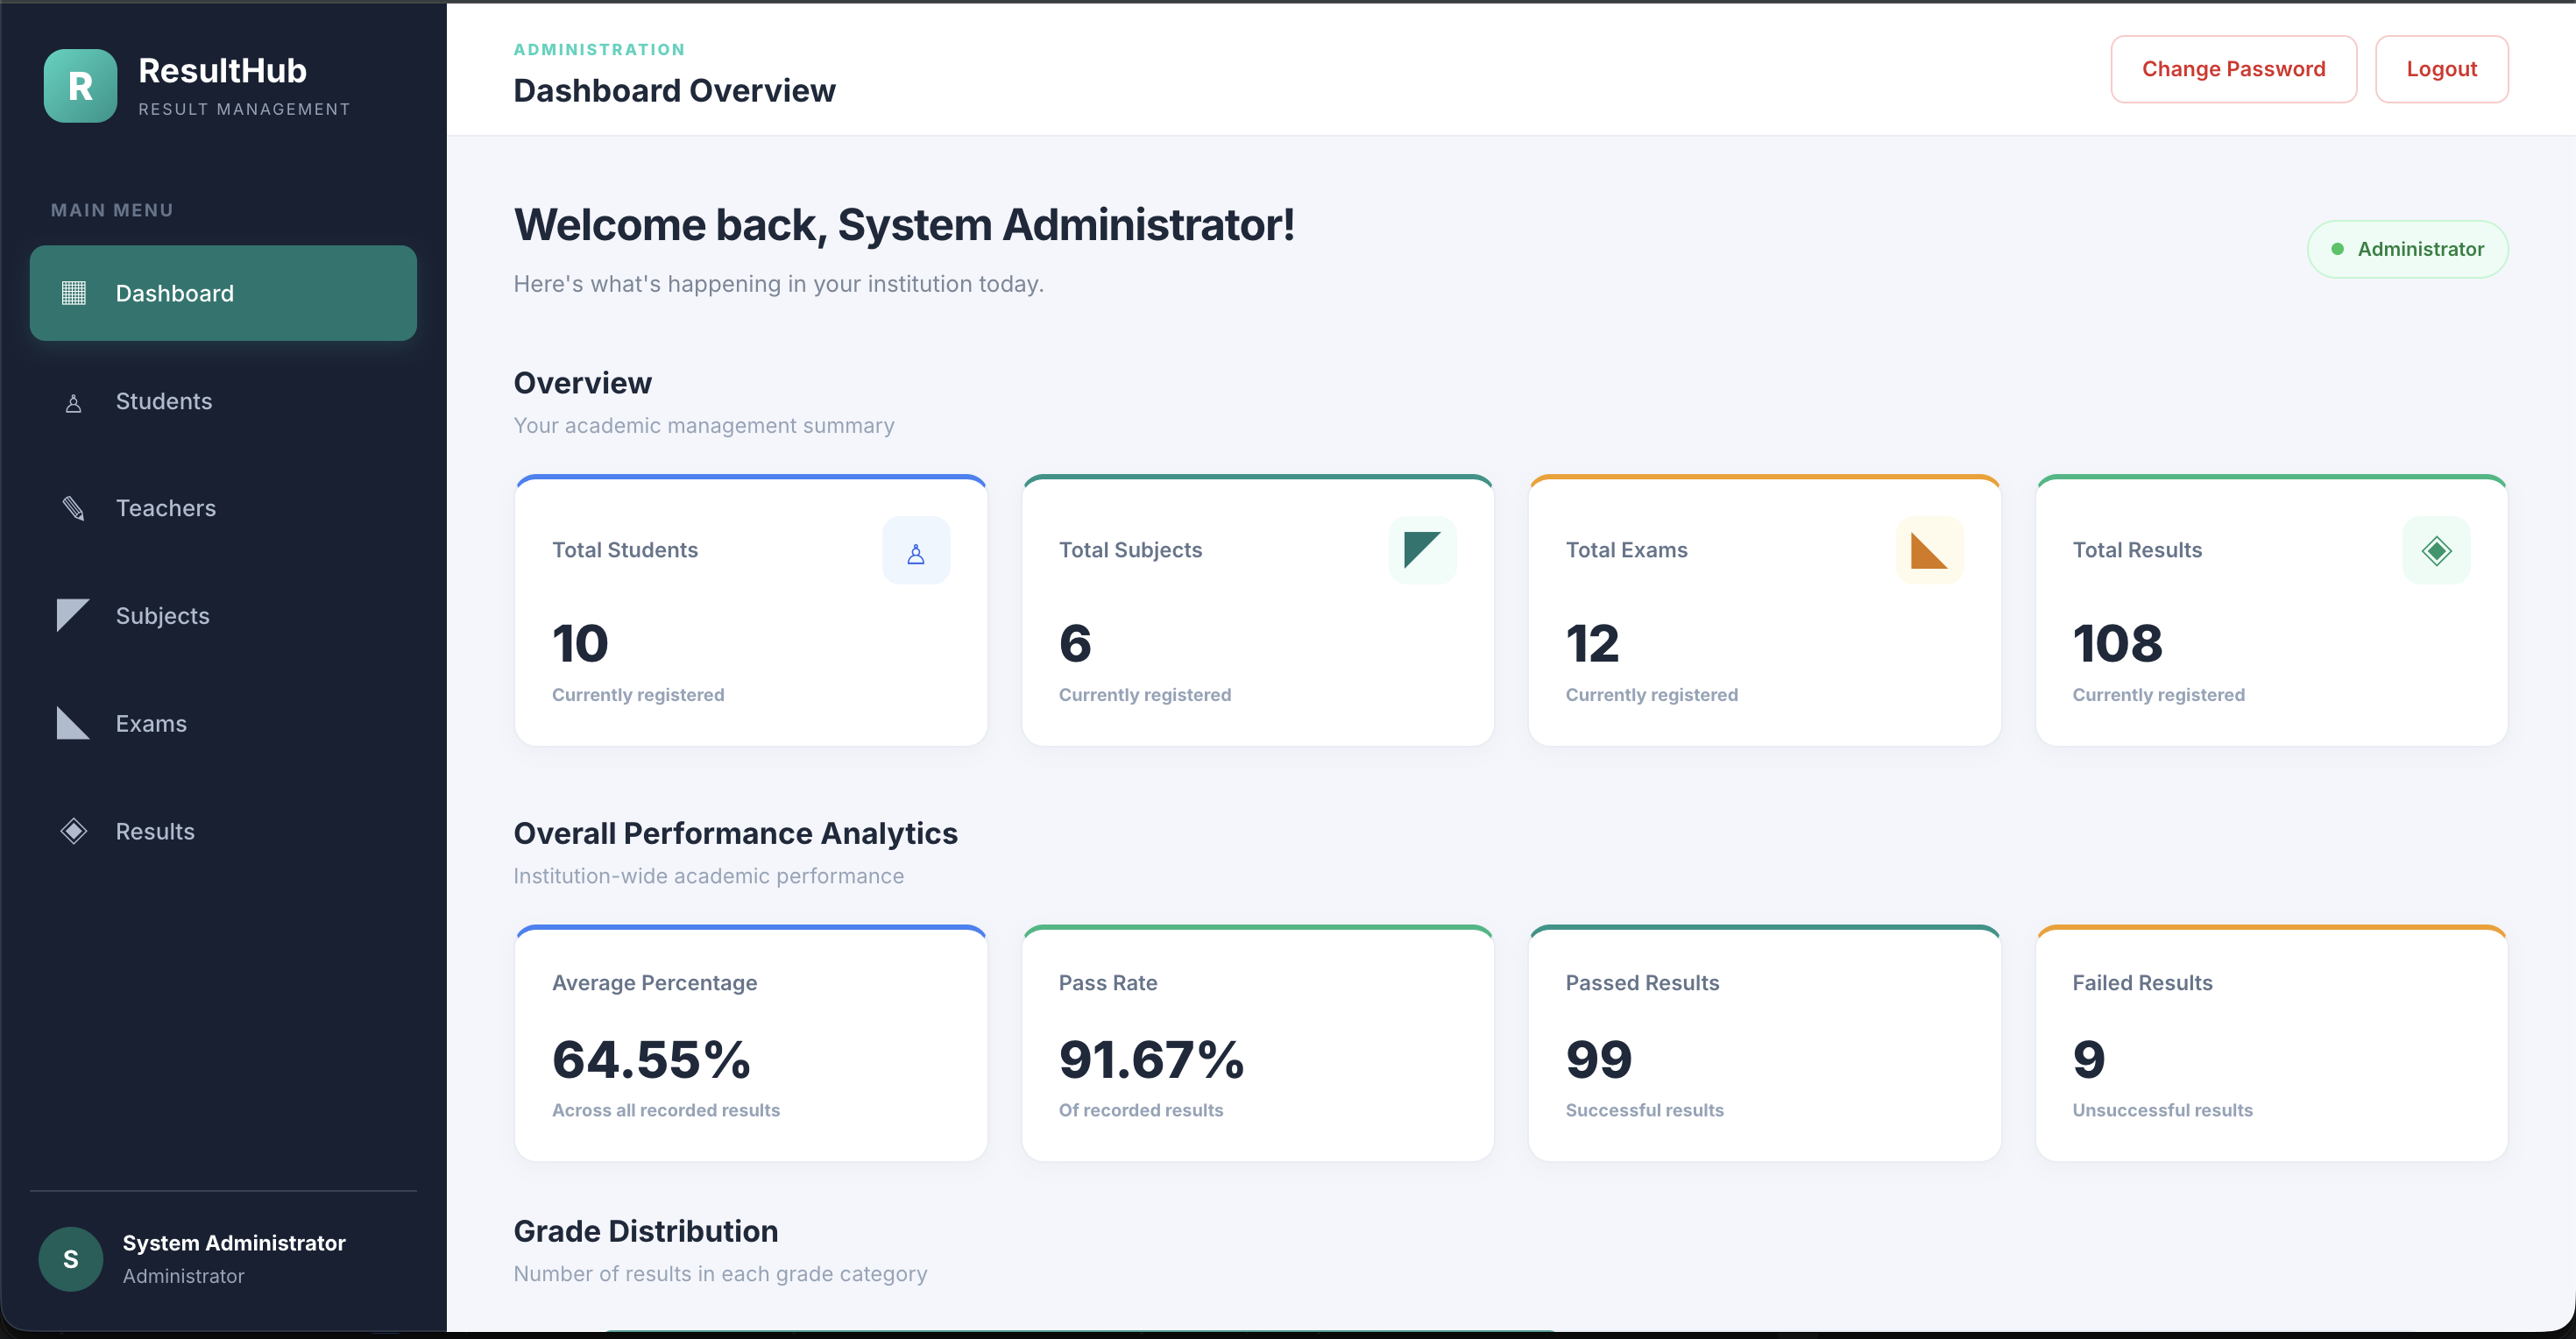 R
ResultHub
RESULT MANAGEMENT
MAIN MENU
Dashboard
Students
Teachers
Subjects
Exams
Results
S
System Administrator
Administrator
ADMINISTRATION
Dashboard Overview
Change Password
Logout
Welcome back, System Administrator!
Here's what's happening in your institution today.
Administrator
Overview
Your academic management summary
Total Students
10
Currently registered
Total Subjects
6
Currently registered
Total Exams
12
Currently registered
Total Results
108
Currently registered
Overall Performance Analytics
Institution-wide academic performance
Average Percentage
64.55%
Across all recorded results
Pass Rate
91.67%
Of recorded results
Passed Results
99
Successful results
Failed Results
9
Unsuccessful results
Grade Distribution
Number of results in each grade category